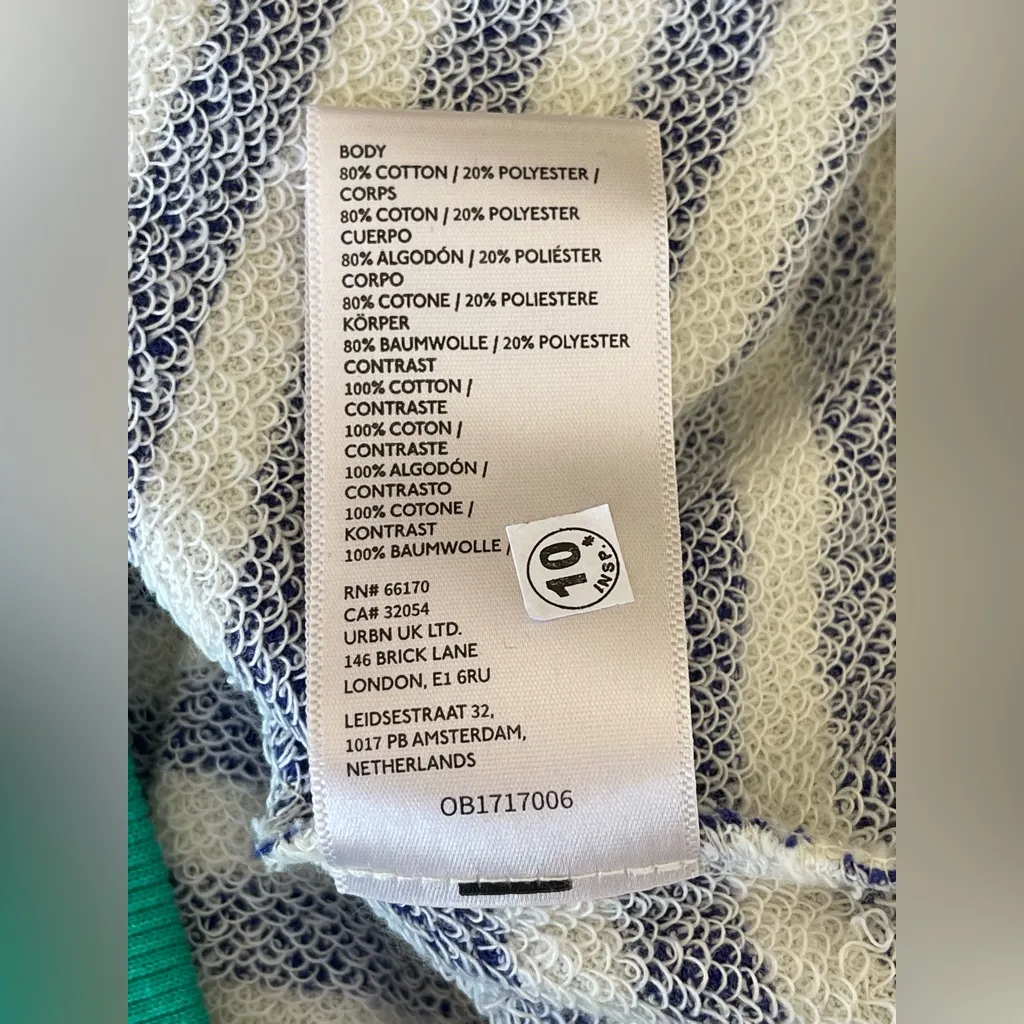 BODY
80% COTTON / 20% POLYESTER /
CORPS
80% COTON / 20% POLYESTER
CUERPO
80% ALGODÓN / 20% POLIÉSTER
CORPO
80% COTONE / 20% POLIESTERE
KÖRPER
80% BAUMWOLLE / 20% POLYESTER
CONTRAST
100% COTTON /
CONTRASTE
100% COTON /
CONTRASTE
100% ALGODÓN /
CONTRASTO
100% COTONE /
KONTRAST
100% BAUMWOLLE /
10
INSP. #
RN# 66170
CA# 32054
URBN UK LTD.
146 BRICK LANE
LONDON, E1 6RU
LEIDSESTRAAT 32,
1017 PB AMSTERDAM,
NETHERLANDS
OB1717006